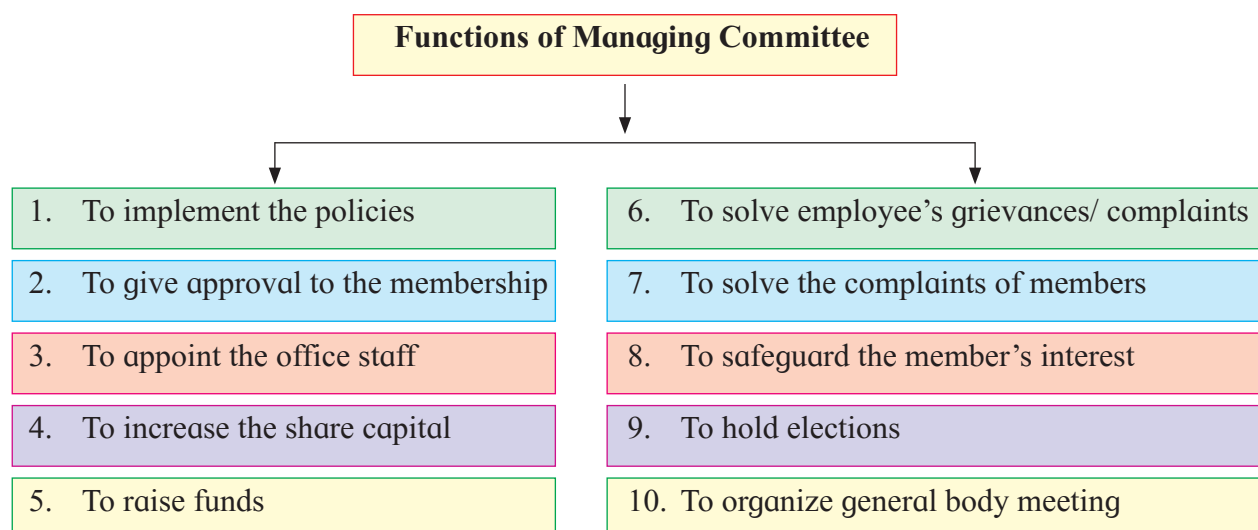 Functions of Managing Committee
1. To implement the policies
2. To give approval to the membership
3. To appoint the office staff
4. To increase the share capital
5. To raise funds
6. To solve employee’s grievances/ complaints
7. To solve the complaints of members
8. To safeguard the member’s interest
9. To hold elections
10. To organize general body meeting